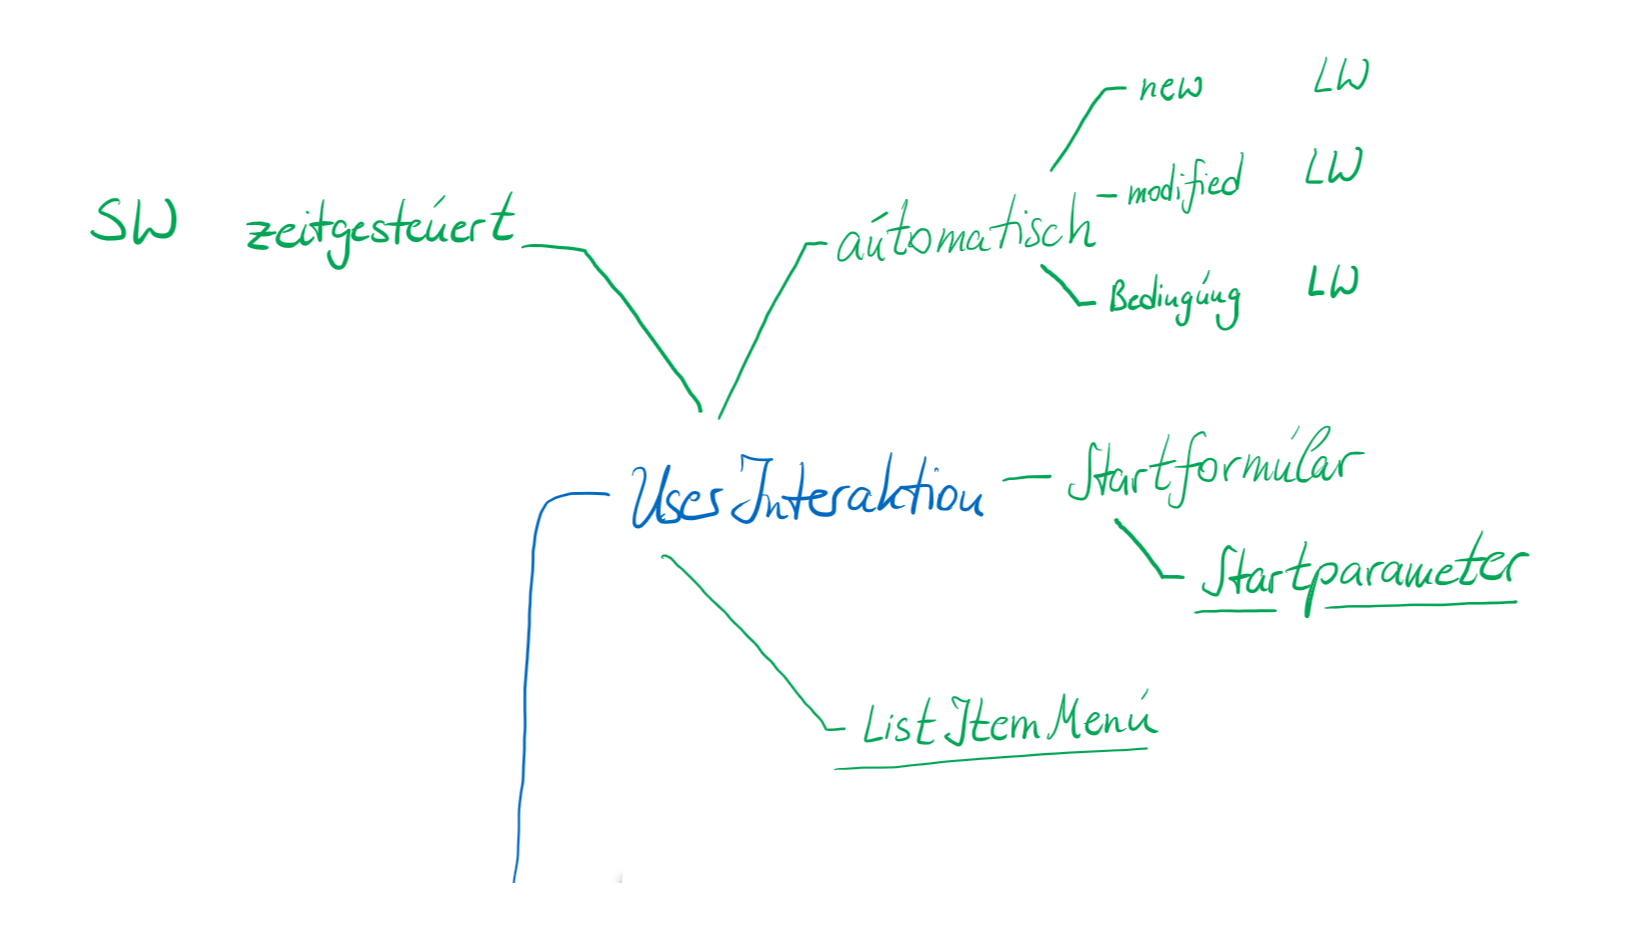 new LW
modified LW
SW zeitgesteuert
automatisch
Bedingung LW
User Interaktion
Startformular
Startparameter
List Item Menu